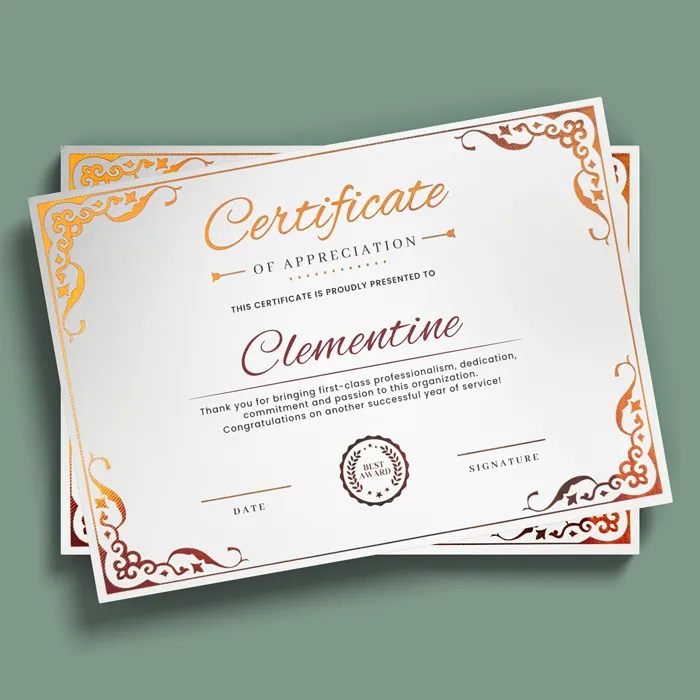 Certificate
OF APPRECIATION
THIS CERTIFICATE IS PROUDLY PRESENTED TO
Clementine
Thank you for bringing first-class professionalism, dedication,
commitment and passion to this organization.
Congratulations on another successful year of service!
BEST
AWARD
DATE
SIGNATURE